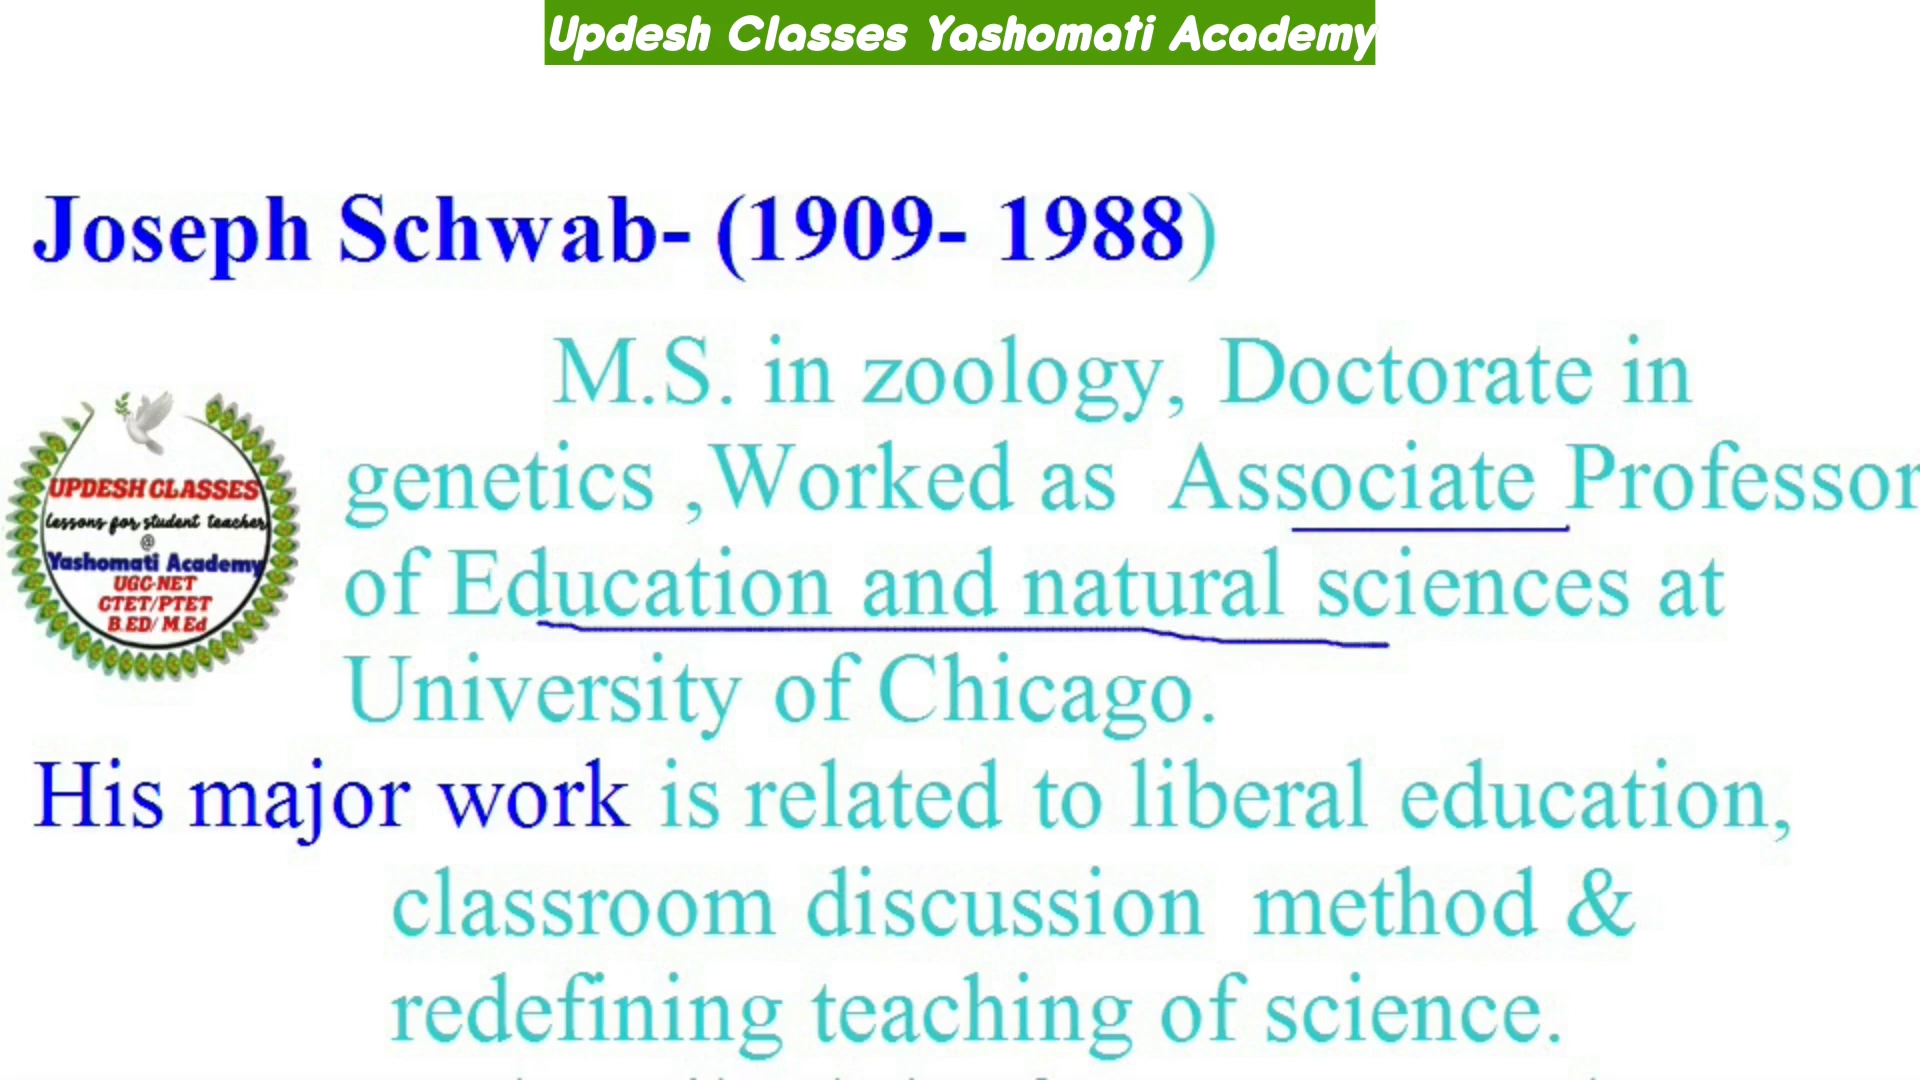 Updesh Classes Yashomati Academy
Joseph Schwab- (1909- 1988)
M.S. in zoology, Doctorate in
genetics ,Worked as Associate Professor
of Education and natural sciences at
University of Chicago.
UPDESH CLASSES
Lessons for student teacher
@
Yashomati Academy
UGC-NET
CTET/PTET
B.ED/ M.Ed
His major work is related to liberal education,
classroom discussion method &
redefining teaching of science.